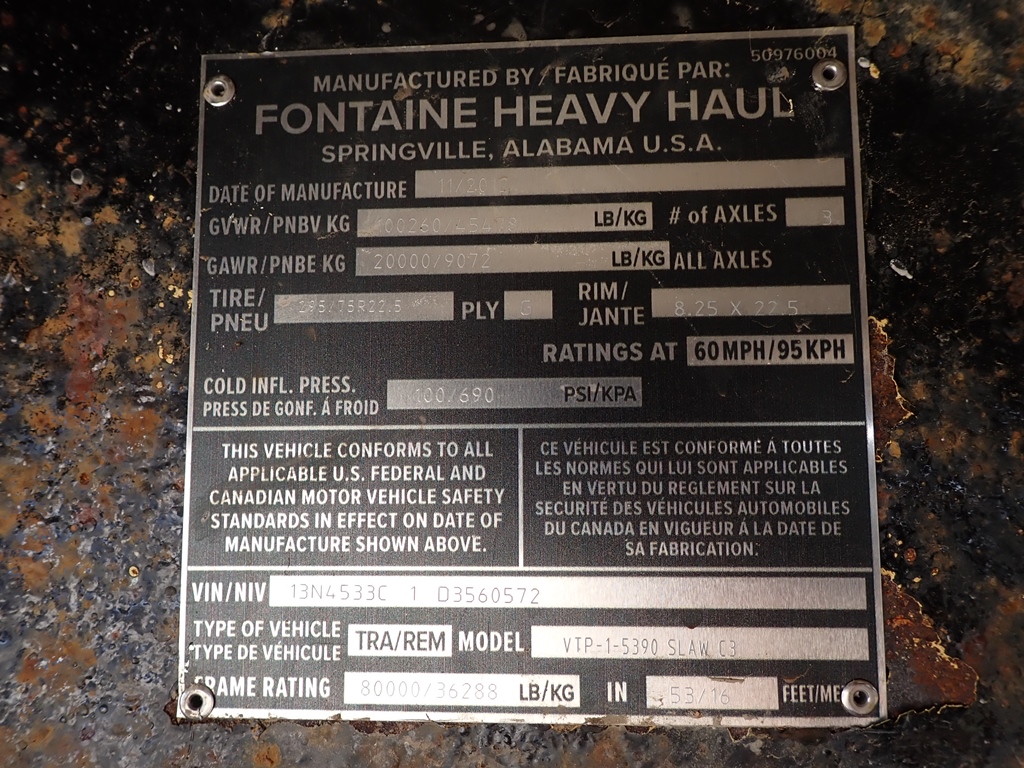 50976004
MANUFACTURED BY / FABRIQUÉ PAR:
FONTAINE HEAVY HAUL
SPRINGVILLE, ALABAMA U.S.A.
DATE OF MANUFACTURE
GVWR/PNBV KG LB/KG # of AXLES 3
GAWR/PNBE KG 20000/9072 LB/KG ALL AXLES
TIRE/ PNEU 295/75R22.5 PLY RIM/ JANTE 8.25 X 22.5
RATINGS AT 60MPH/95KPH
COLD INFL. PRESS. 100/690 PSI/KPA
PRESS DE GONF. Á FROID
THIS VEHICLE CONFORMS TO ALL
APPLICABLE U.S. FEDERAL AND
CANADIAN MOTOR VEHICLE SAFETY
STANDARDS IN EFFECT ON DATE OF
MANUFACTURE SHOWN ABOVE.
CE VÉHICULE EST CONFORMÉ Á TOUTES
LES NORMES QUI LUI SONT APPLICABLES
EN VERTU DU REGLEMENT SUR LA
SECURITÉ DES VÉHICULES AUTOMOBILES
DU CANADA EN VIGUEUR Á LA DATE DE
SA FABRICATION.
VIN/NIV 13N4533C 1 D3560572
TYPE OF VEHICLE TRA/REM MODEL VTP-1-5390 SLAW C3
TYPE DE VÉHICULE
FRAME RATING 80000/36288 LB/KG IN 53/16